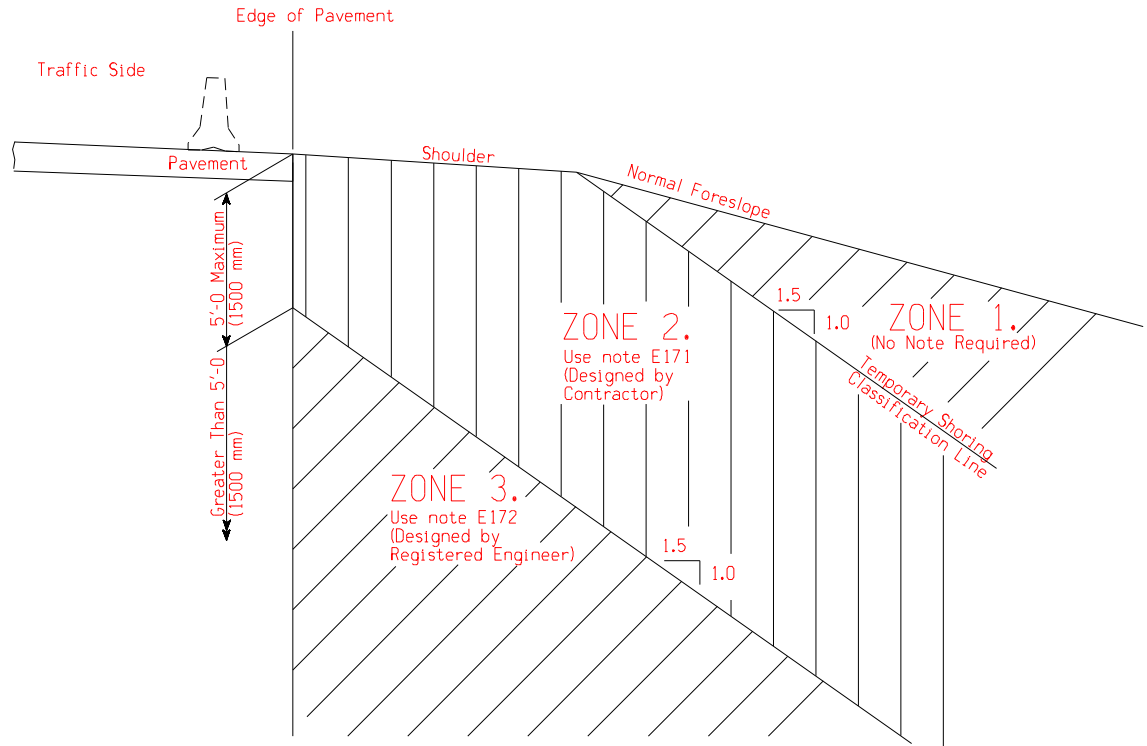 Edge of Pavement
Traffic Side
Pavement
Shoulder
Normal Foreslope
5'-0 Maximum
(1500 mm)
Greater Than 5'-0
(1500 mm)
1.5
1.0
ZONE 1.
(No Note Required)
ZONE 2.
Use note E171
(Designed by
Contractor)
Temporary Shoring
Classification Line
ZONE 3.
Use note E172
(Designed by
Registered Engineer)
1.5
1.0